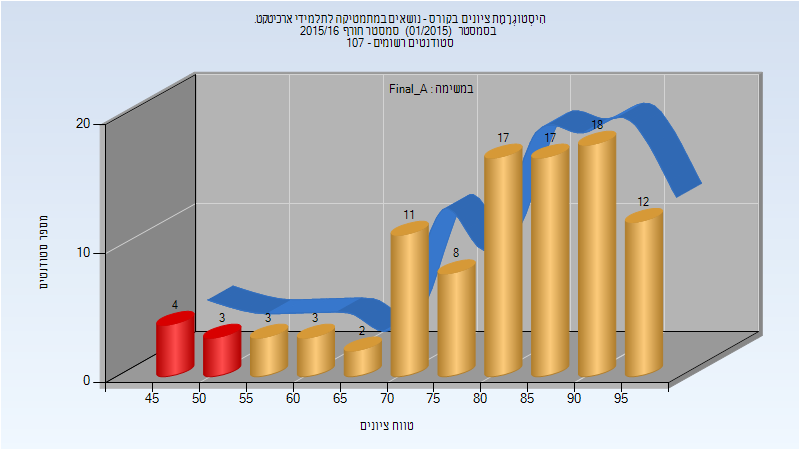 היסטוגרמת ציונים בקורס - נושאים במתמטיקה לתלמידי ארכיטקט.
בסמסטר (01/2015) סמסטר חורף 2015/16
סטודנטים רשומים - 107
במשימה : Final_A
מספר סטודנטים
20
10
0
4
3
3
3
2
11
8
17
17
18
12
45 50 55 60 65 70 75 80 85 90 95
טווח ציונים